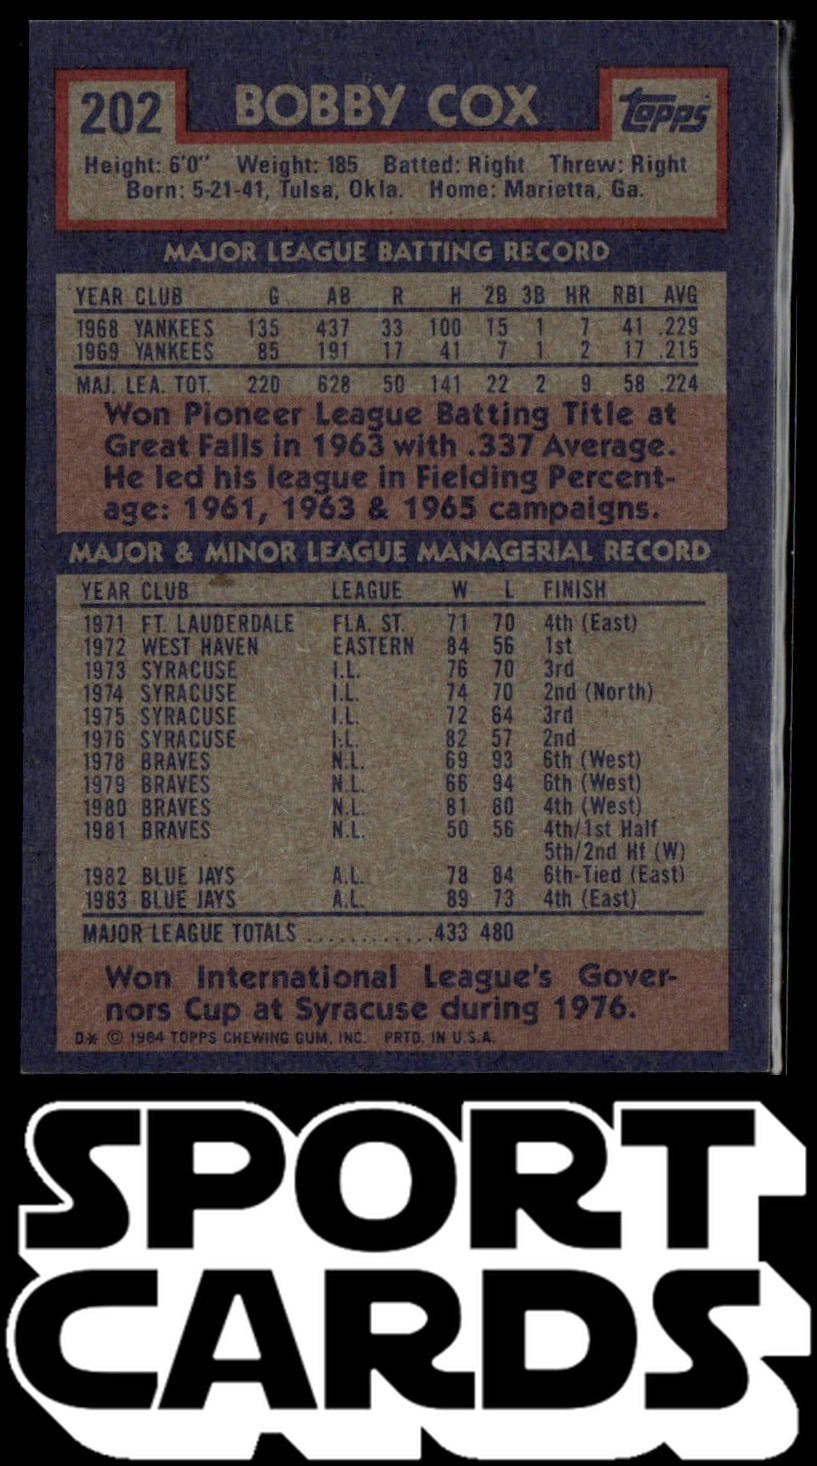 202 BOBBY COX Topps
Height: 6'0" Weight: 185 Batted: Right Threw: Right
Born: 5-21-41, Tulsa, Okla. Home: Marietta, Ga.
MAJOR LEAGUE BATTING RECORD
YEAR CLUB G AB R H 2B 3B HR RBI AVG
1968 YANKEES 135 437 33 100 15 1 7 41 .229
1969 YANKEES 85 191 17 41 7 1 2 17 .215
MAJ. LEA. TOT. 220 628 50 141 22 2 9 58 .224
Won Pioneer League Batting Title at
Great Falls in 1963 with .337 Average.
He led his league in Fielding Percent-
age: 1961, 1963 & 1965 campaigns.
MAJOR & MINOR LEAGUE MANAGERIAL RECORD
YEAR CLUB LEAGUE W L FINISH
1971 FT. LAUDERDALE FLA. ST. 71 70 4th (East)
1972 WEST HAVEN EASTERN 84 56 1st
1973 SYRACUSE I.L. 76 70 3rd
1974 SYRACUSE I.L. 74 70 2nd (North)
1975 SYRACUSE I.L. 72 64 3rd
1976 SYRACUSE I.L. 82 57 2nd
1978 BRAVES N.L. 69 93 6th (West)
1979 BRAVES N.L. 66 94 6th (West)
1980 BRAVES N.L. 81 80 4th (West)
1981 BRAVES N.L. 50 56 4th/1st Half
5th/2nd Hf (W)
1982 BLUE JAYS A.L. 78 84 6th-Tied (East)
1983 BLUE JAYS A.L. 89 73 4th (East)
MAJOR LEAGUE TOTALS ............433 480
Won International League's Gover-
nors Cup at Syracuse during 1976.
D* © 1984 TOPPS CHEWING GUM, INC. PRTD. IN U.S.A.
SPORT
CARDS